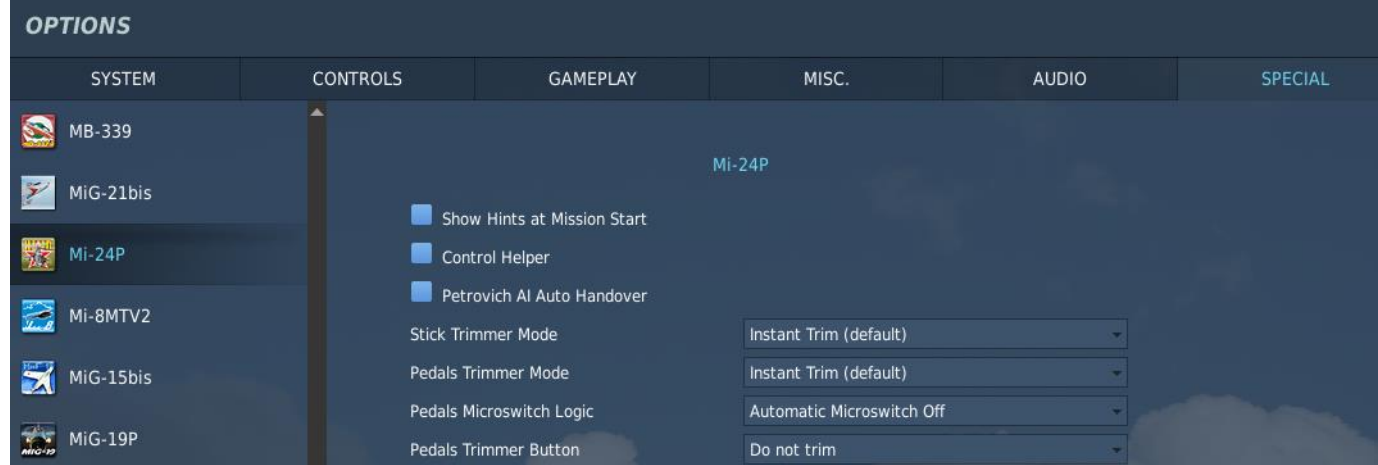 OPTIONS
SYSTEM CONTROLS GAMEPLAY MISC. AUDIO SPECIAL
MB-339
MiG-21bis
Mi-24P
Mi-8MTV2
MiG-15bis
MiG-19P
Mi-24P
Show Hints at Mission Start
Control Helper
Petrovich AI Auto Handover
Stick Trimmer Mode Instant Trim (default)
Pedals Trimmer Mode Instant Trim (default)
Pedals Microswitch Logic Automatic Microswitch Off
Pedals Trimmer Button Do not trim